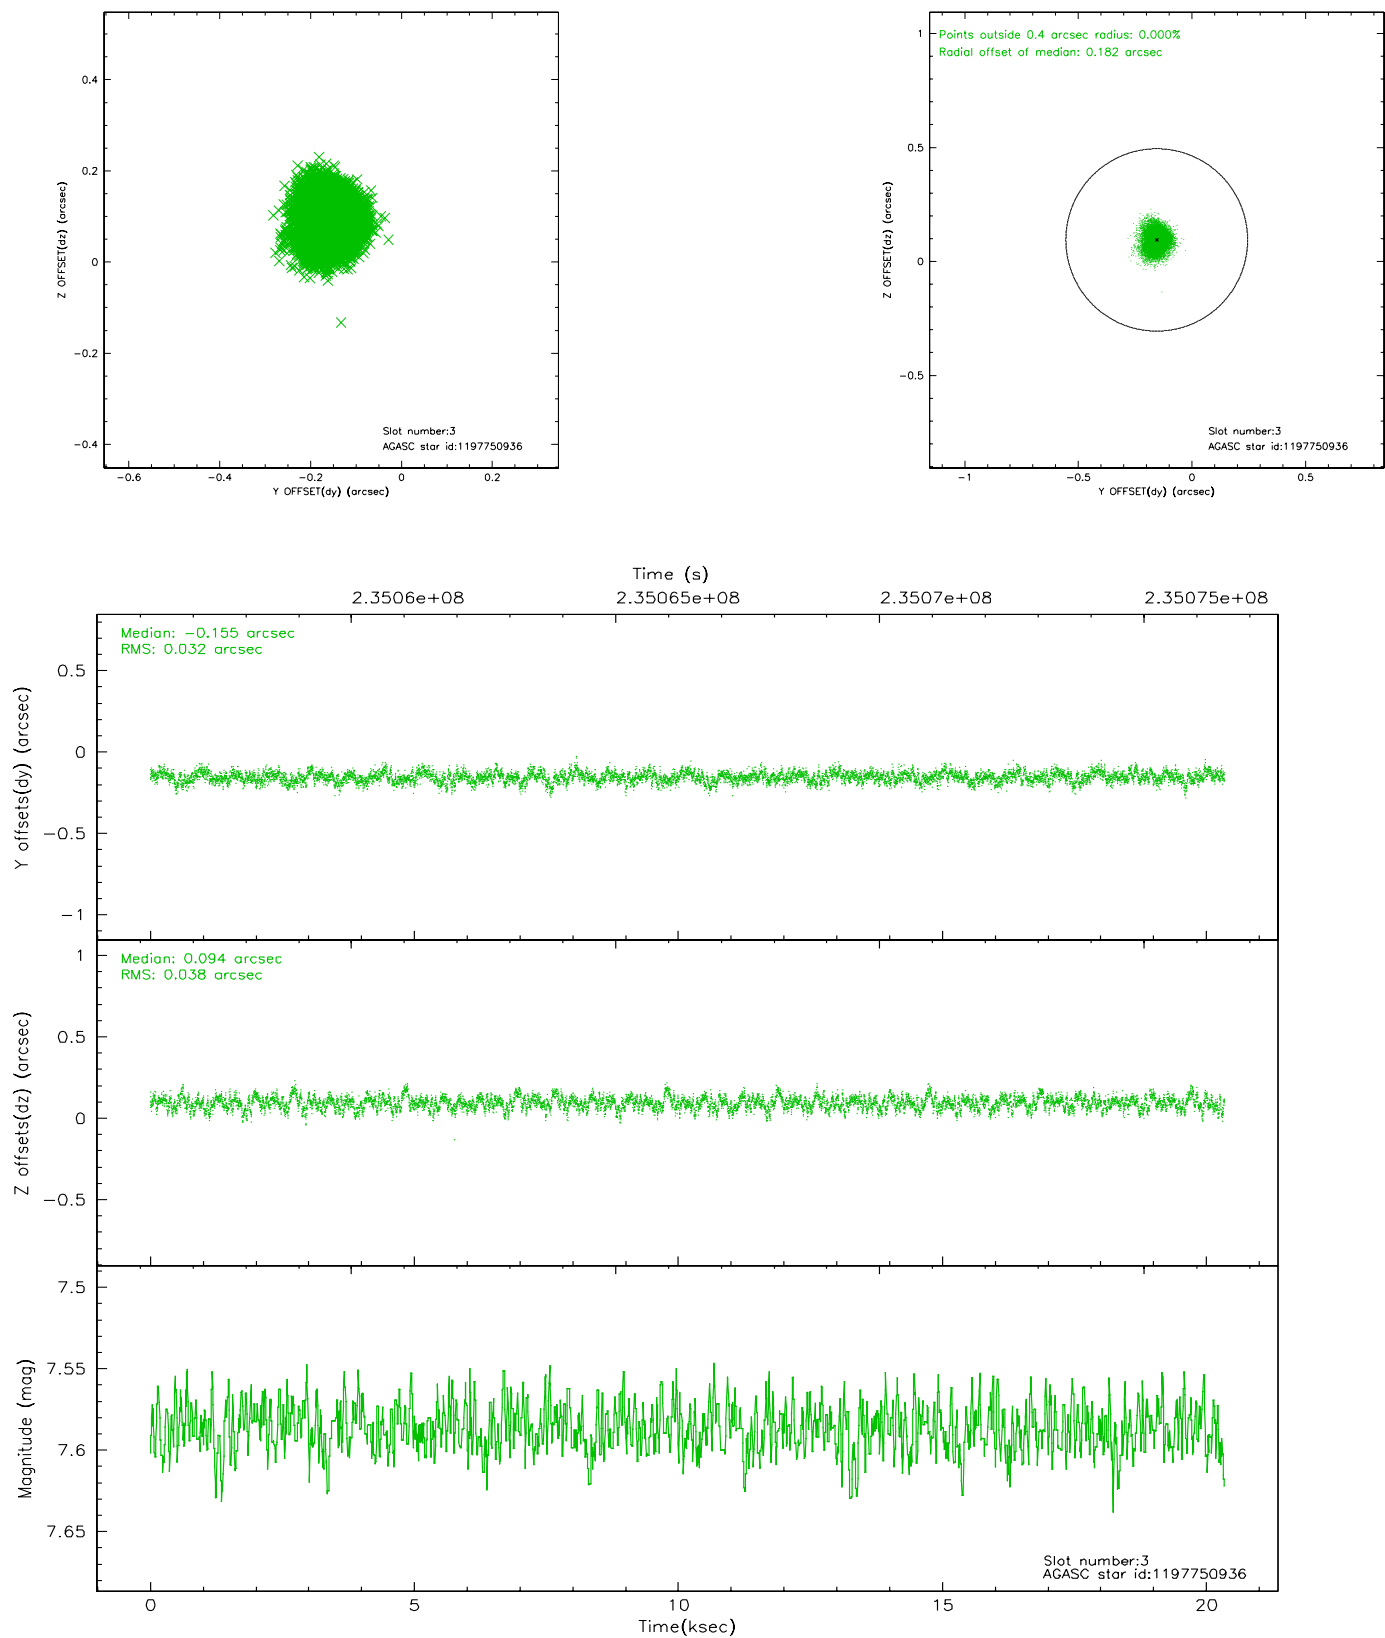 0.4
0.2
0
−0.2
−0.4
Z OFFSET(dz) (arcsec)
−0.6
−0.4
−0.2
0
0.2
Y OFFSET(dy) (arcsec)
Slot number:3
AGASC star id:1197750936
Points outside 0.4 arcsec radius: 0.000%
Radial offset of median: 0.182 arcsec
1
0.5
0
−0.5
Z OFFSET(dz) (arcsec)
−1
−0.5
0
0.5
Y OFFSET(dy) (arcsec)
Slot number:3
AGASC star id:1197750936
Time (s)
2.3506e+08
2.35065e+08
2.3507e+08
2.35075e+08
Median: −0.155 arcsec
RMS: 0.032 arcsec
0.5
0
−0.5
−1
Y offsets(dy) (arcsec)
Median: 0.094 arcsec
RMS: 0.038 arcsec
1
0.5
0
−0.5
Z offsets(dz) (arcsec)
7.5
7.55
7.6
7.65
Magnitude (mag)
Slot number:3
AGASC star id:1197750936
0
5
10
15
20
Time(ksec)